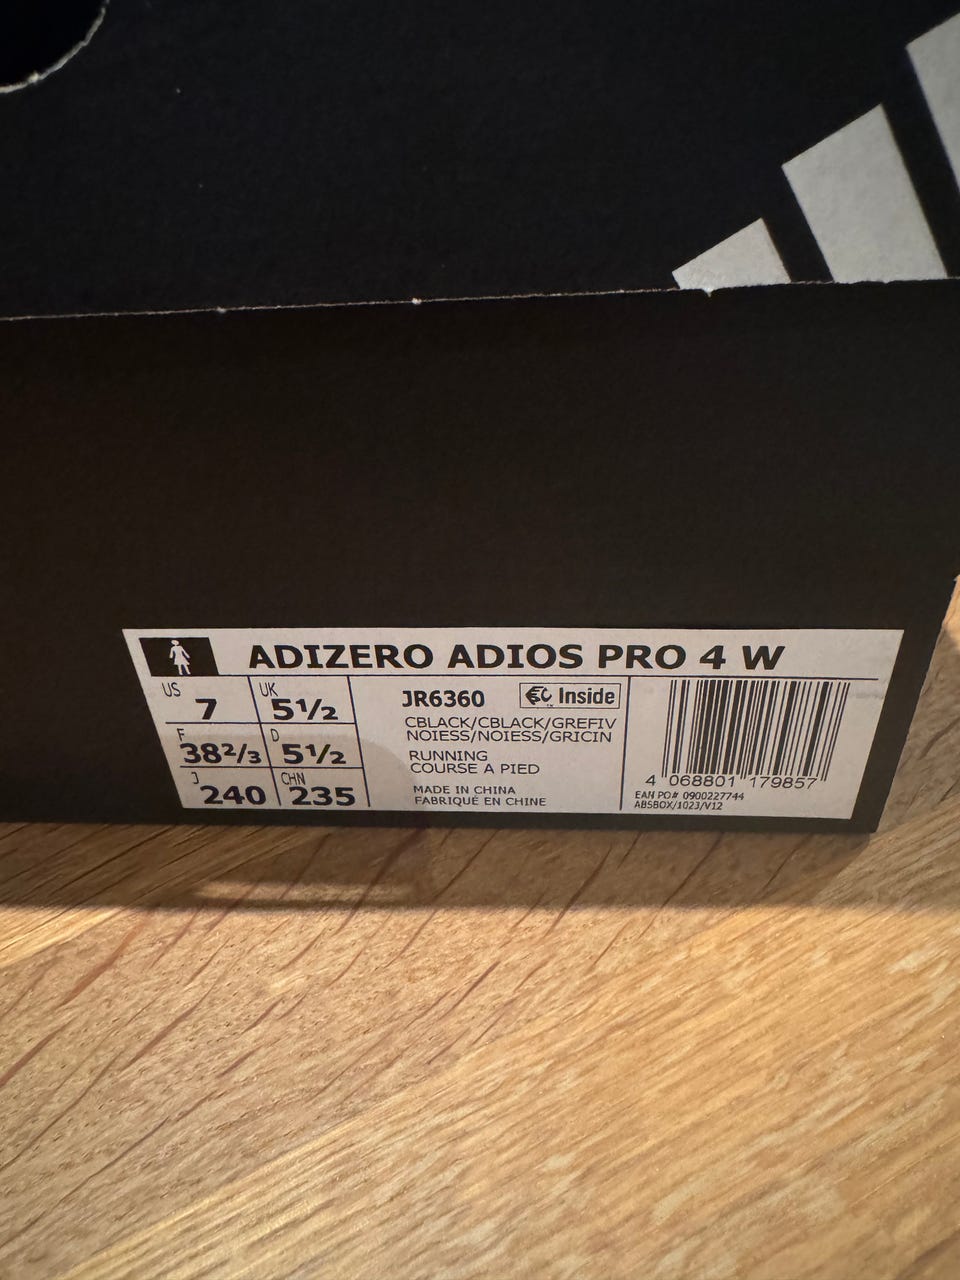 ADIZERO ADIOS PRO 4 W
US 7 UK 5½
F 38⅔ D 5½
J 240 CHN 235
JR6360 Inside
CBLACK/CBLACK/GREFIV
NOIESS/NOIESS/GRICIN
RUNNING
COURSE A PIED
MADE IN CHINA
FABRIQUÉ EN CHINE
4 068801 179857
EAN PO# 0900227744
ABSBOX/1023/V12